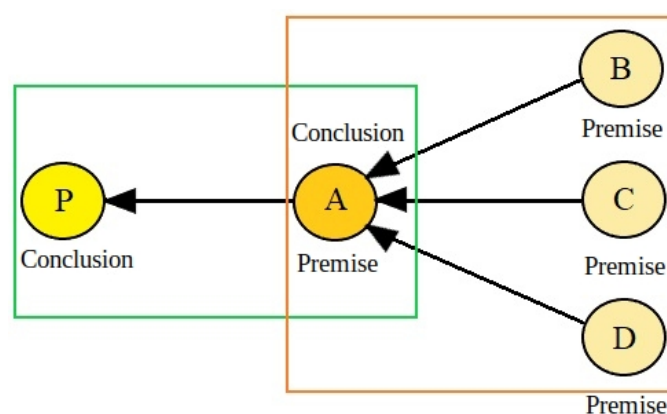 B
Premise
Conclusion
P
A
C
Conclusion
Premise
Premise
D
Premise